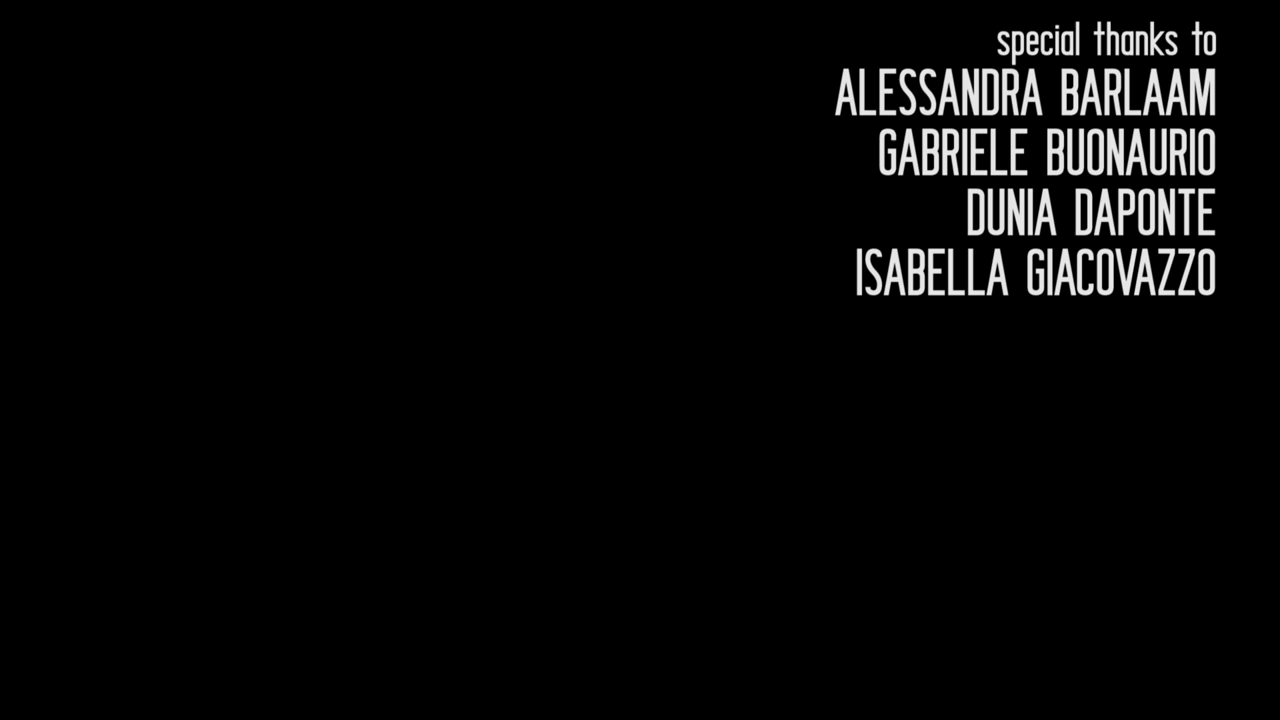 special thanks to
ALESSANDRA BARLAAM
GABRIELE BUONAURIO
DUNIA DAPONTE
ISABELLA GIACOVAZZO